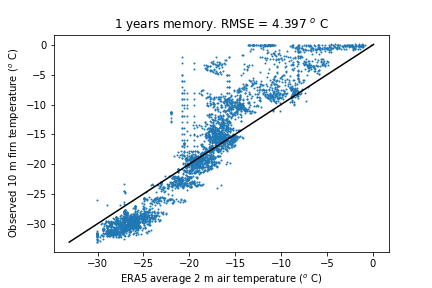 1 years memory. RMSE = 4.397 ° C
Observed 10 m firn temperature (° C)
0
−5
−10
−15
−20
−25
−30
−30 −25 −20 −15 −10 −5 0
ERA5 average 2 m air temperature (° C)